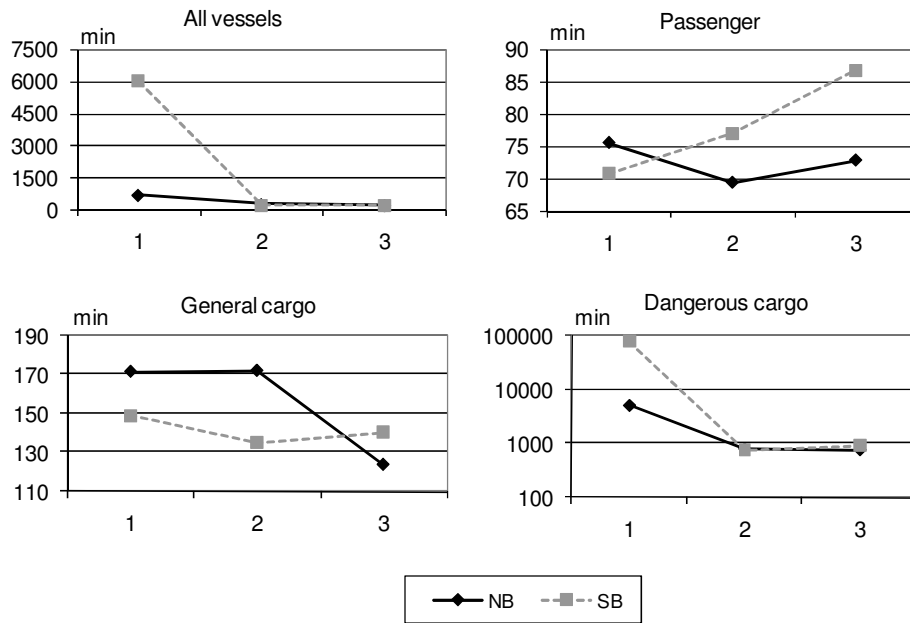 All vessels
min
7500
6000
4500
3000
1500
0
1 2 3
Passenger
min
90
85
80
75
70
65
1 2 3
General cargo
min
190
170
150
130
110
1 2 3
Dangerous cargo
min
100000
10000
1000
100
1 2 3
NB SB